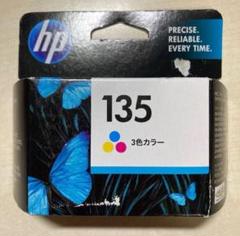 hp
PRECISE.
RELIABLE.
EVERY TIME.
135
3色カラー